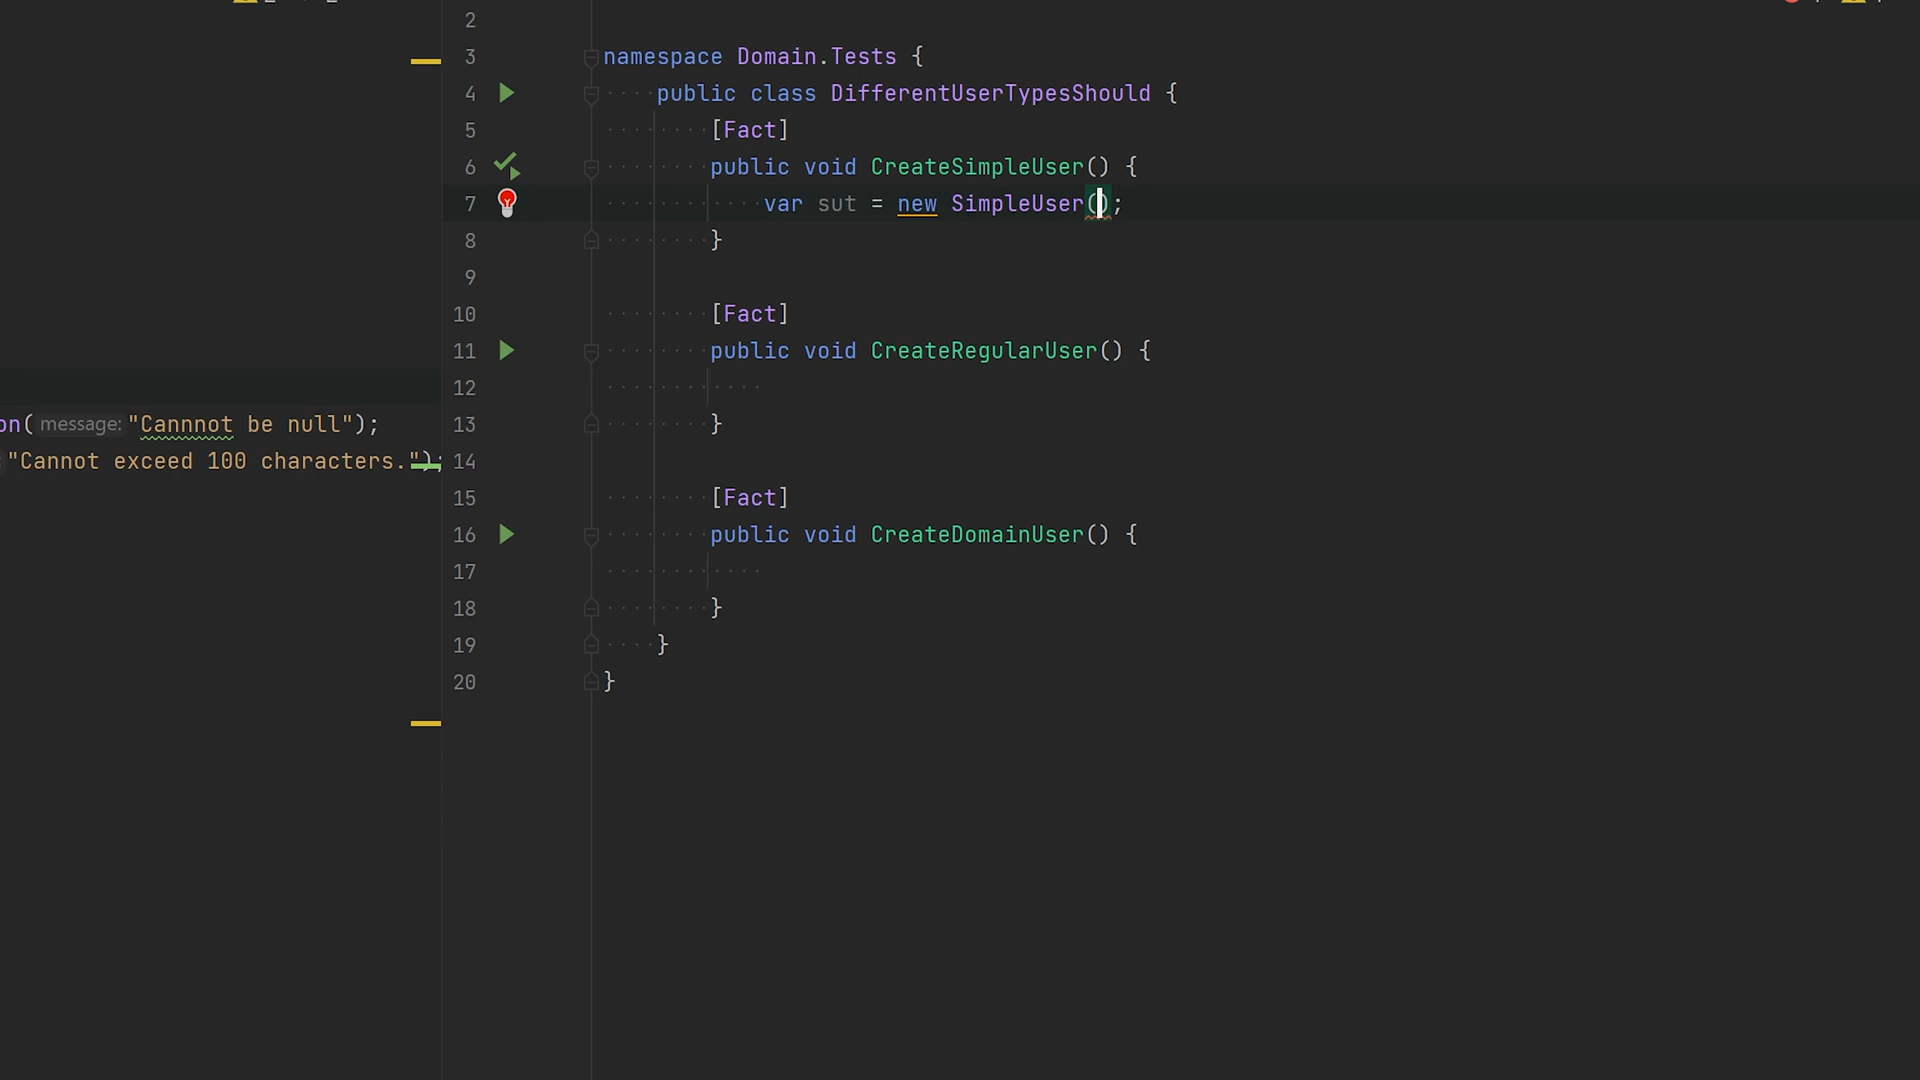 2
3 namespace Domain.Tests {
4 public class DifferentUserTypesShould {
5 [Fact]
6 public void CreateSimpleUser() {
7 var sut = new SimpleUser();
8 }
9
10 [Fact]
11 public void CreateRegularUser() {
12
on( message: "Cannnot be null");
13 }
"Cannot exceed 100 characters.");
14
15 [Fact]
16 public void CreateDomainUser() {
17
18 }
19 }
20 }